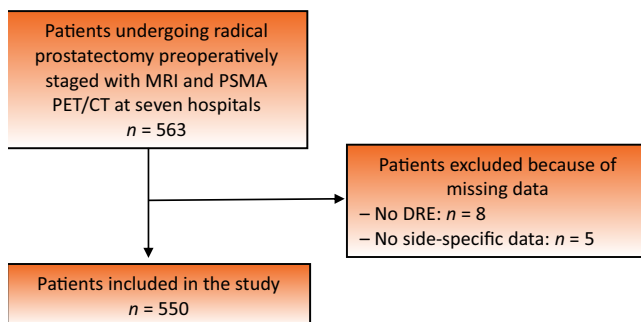 Patients undergoing radical
prostatectomy preoperatively
staged with MRI and PSMA
PET/CT at seven hospitals
n = 563
Patients excluded because of
missing data
– No DRE: n = 8
– No side-specific data: n = 5
Patients included in the study
n = 550